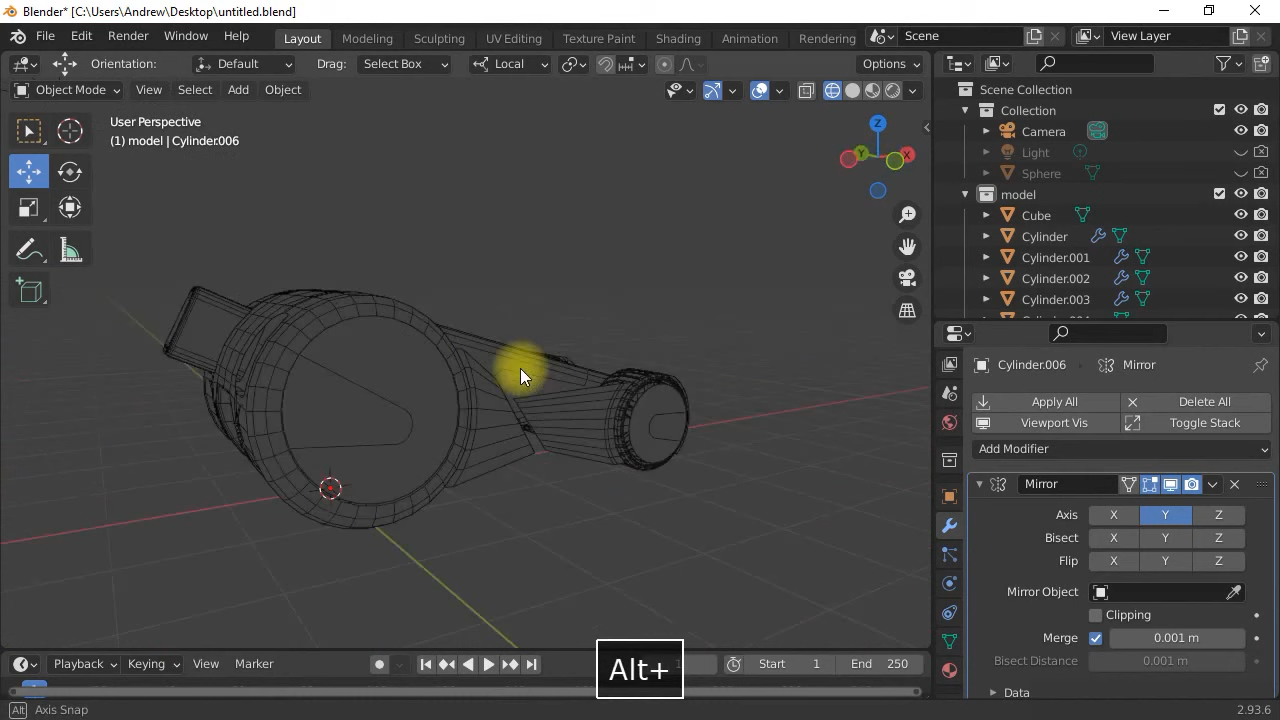 Blender* [C:\Users\Andrew\Desktop\untitled.blend]
File Edit Render Window Help Layout Modeling Sculpting UV Editing Texture Paint Shading Animation Rendering Scene View Layer
Orientation: Default Drag: Select Box Local Options
Object Mode View Select Add Object
User Perspective
(1) model | Cylinder.006
Z
Y X
Scene Collection
Collection
Camera
Light
Sphere
model
Cube
Cylinder
Cylinder.001
Cylinder.002
Cylinder.003
Cylinder.006 Mirror
Apply All Delete All
Viewport Vis Toggle Stack
Add Modifier
Mirror
Axis X Y Z
Bisect X Y Z
Flip X Y Z
Mirror Object
Clipping
Merge 0.001 m
Bisect Distance 0.001 m
Data
Playback Keying View Marker 1 Start 1 End 250
Alt+
Alt Axis Snap 2.93.6